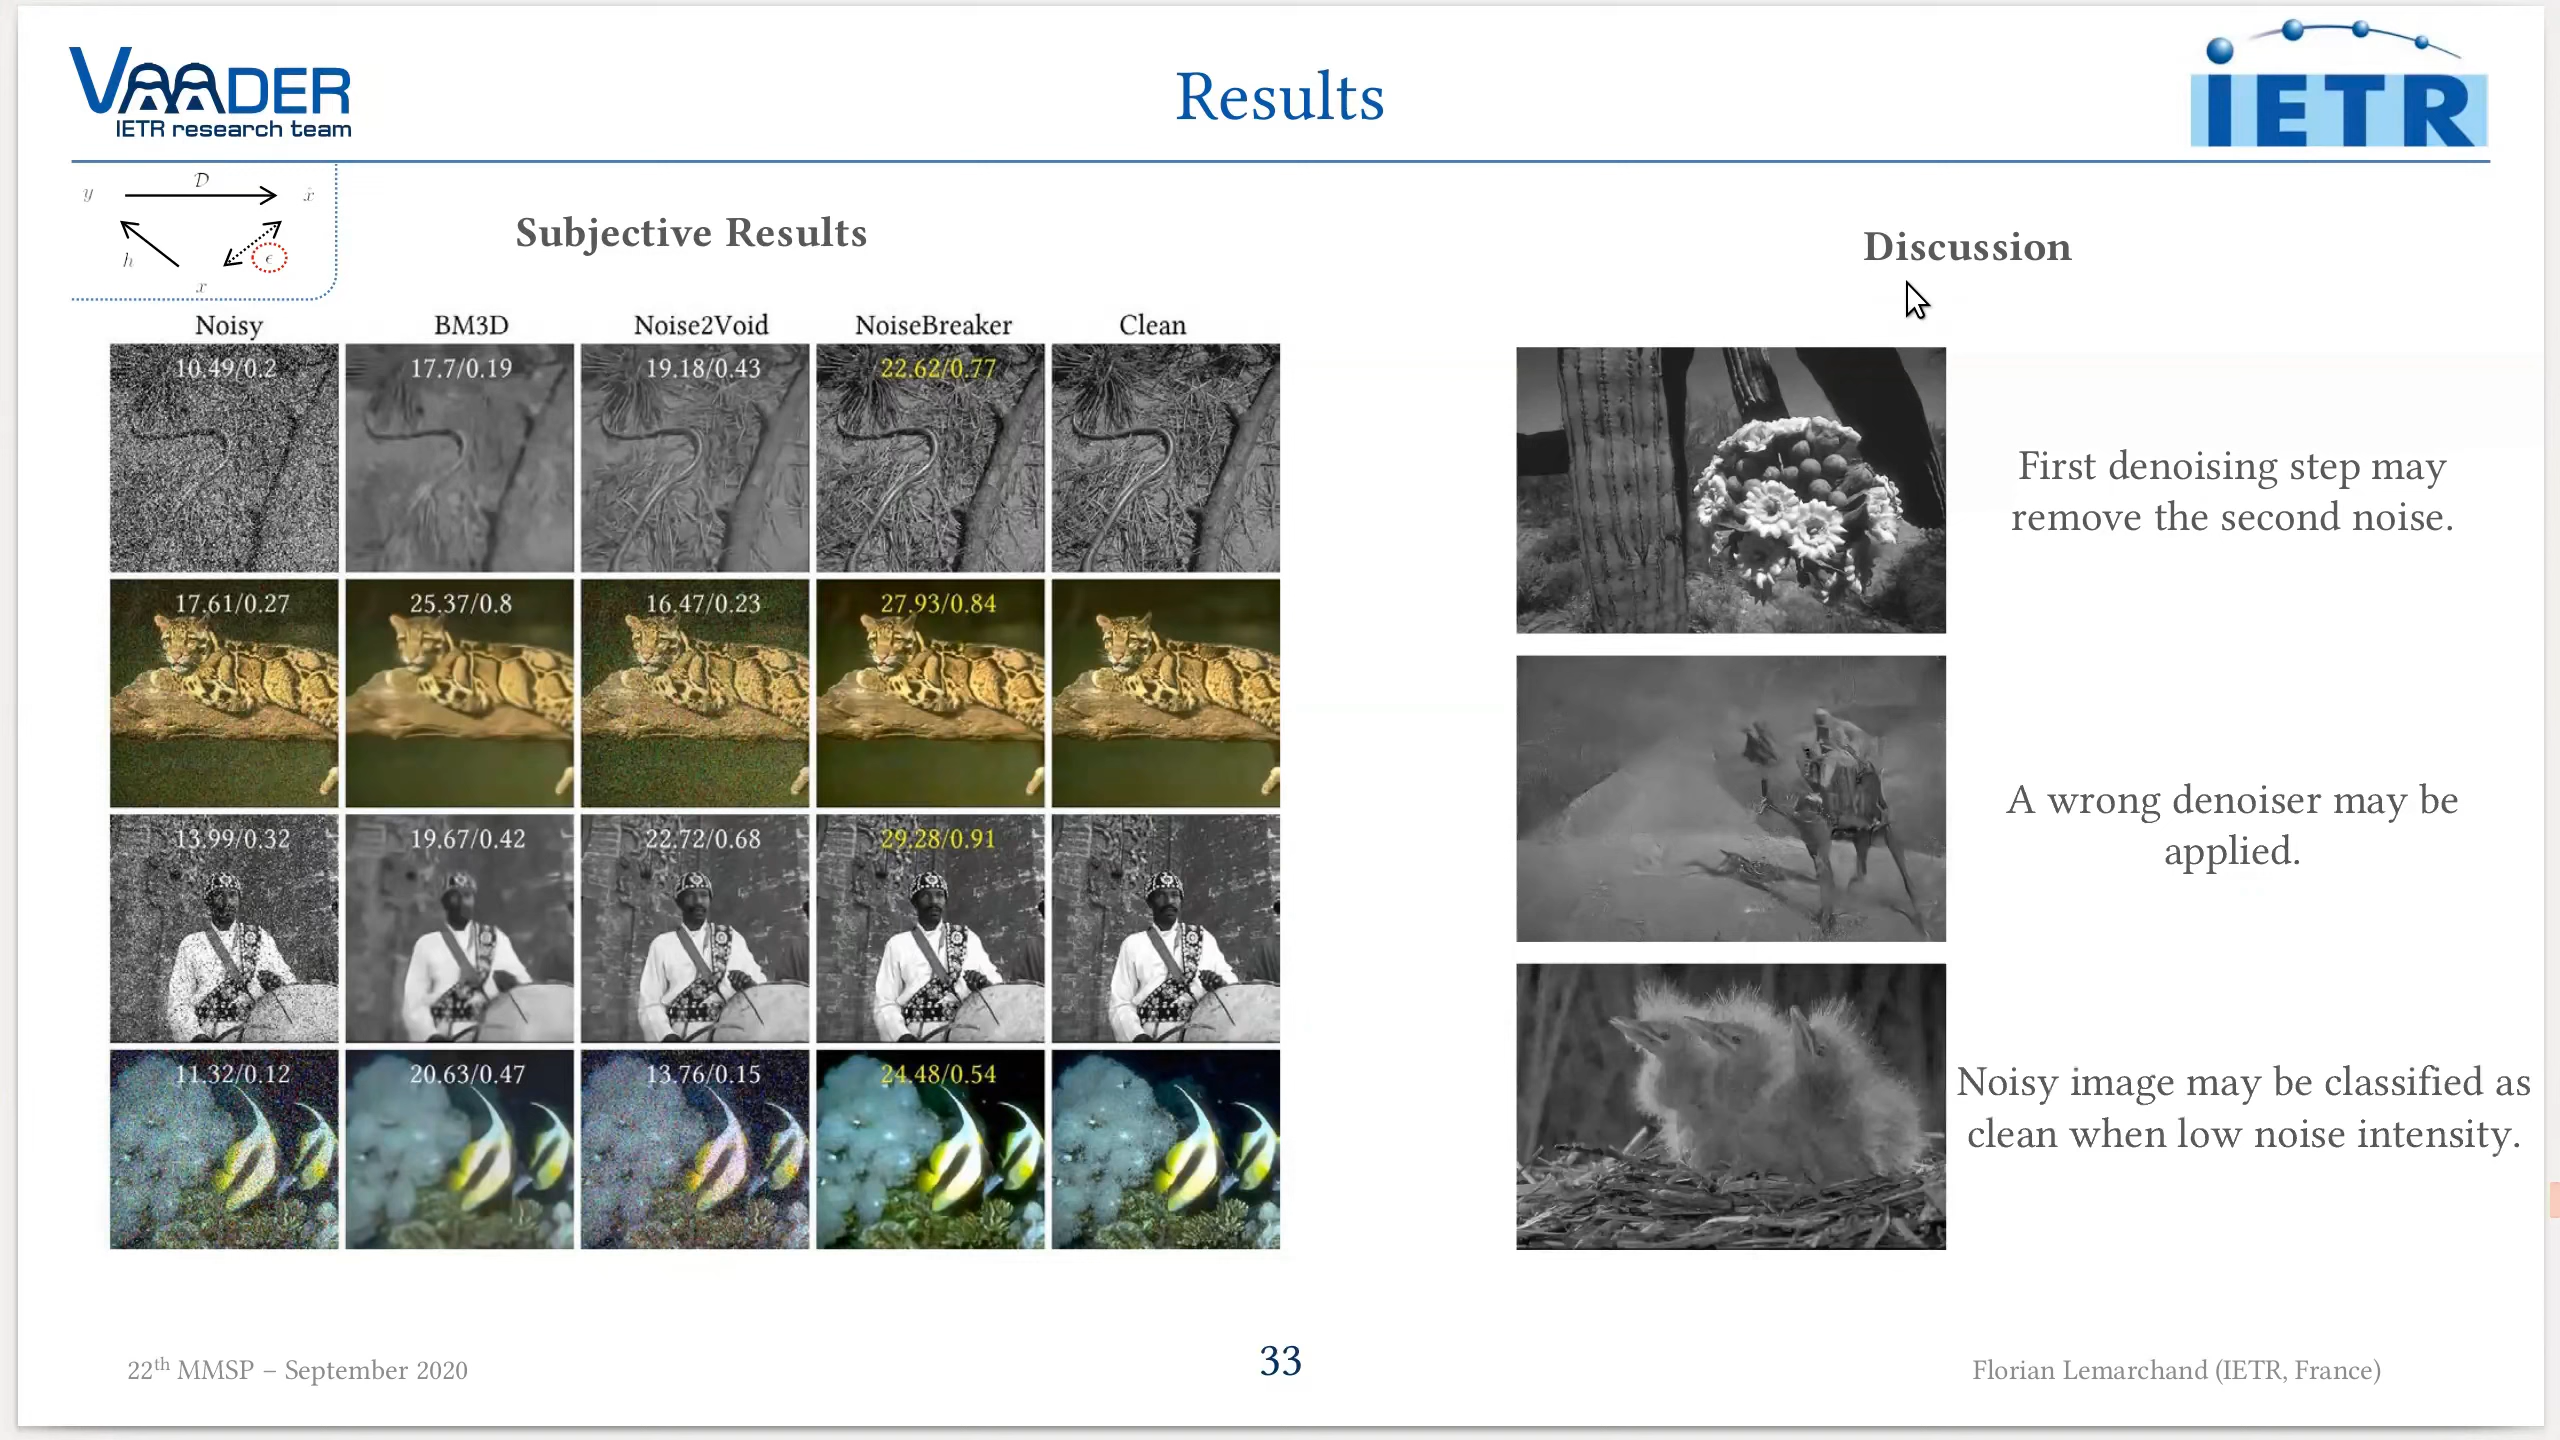 VAADER
IETR research team
Results
IETR
y
D
x̂
h
ϵ
x
Subjective Results
Noisy BM3D Noise2Void NoiseBreaker Clean
10.49/0.2 17.7/0.19 19.18/0.43 22.62/0.77
17.61/0.27 25.37/0.8 16.47/0.23 27.93/0.84
13.99/0.32 19.67/0.42 22.72/0.68 29.28/0.91
11.32/0.12 20.63/0.47 13.76/0.15 24.48/0.54
Discussion
First denoising step may
remove the second noise.
A wrong denoiser may be
applied.
Noisy image may be classified as
clean when low noise intensity.
22th MMSP – September 2020
33
Florian Lemarchand (IETR, France)